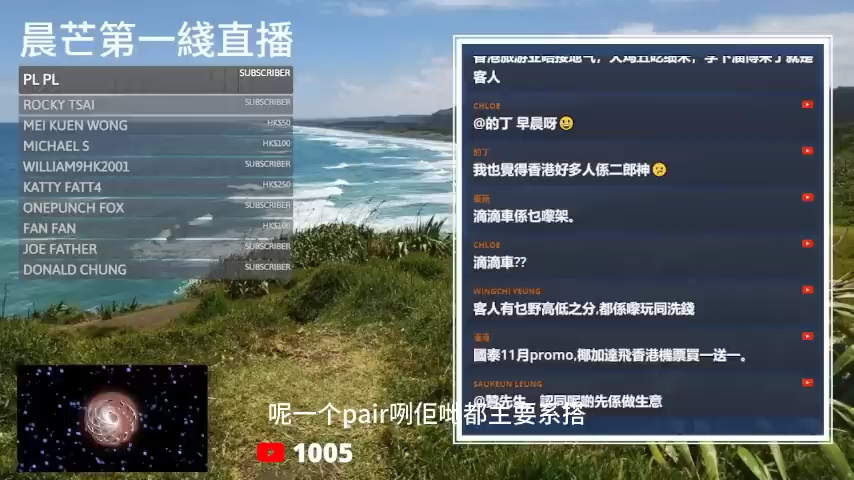 晨芒第一綫直播
PL PL SUBSCRIBER
ROCKY TSAI SUBSCRIBER
MEI KUEN WONG HK$50
MICHAEL S HK$100
WILLIAM9HK2001 SUBSCRIBER
KATTY FATT4 HK$250
ONEPUNCH FOX SUBSCRIBER
FAN FAN HK$100
JOE FATHER SUBSCRIBER
DONALD CHUNG SUBSCRIBER
客人
CHLOE
@的丁 早晨呀😀
的丁
我也覺得香港好多人係二郎神😕
滴滴車係乜嚟架。
CHLOE
滴滴車??
WINGCHI YEUNG
客人有乜野高低之分,都係嚟玩同洗錢
國泰11月promo,椰加達飛香港機票買一送一。
SAUKEUN LEUNG
呢一个pair咧佢哋都主要系搭
1005